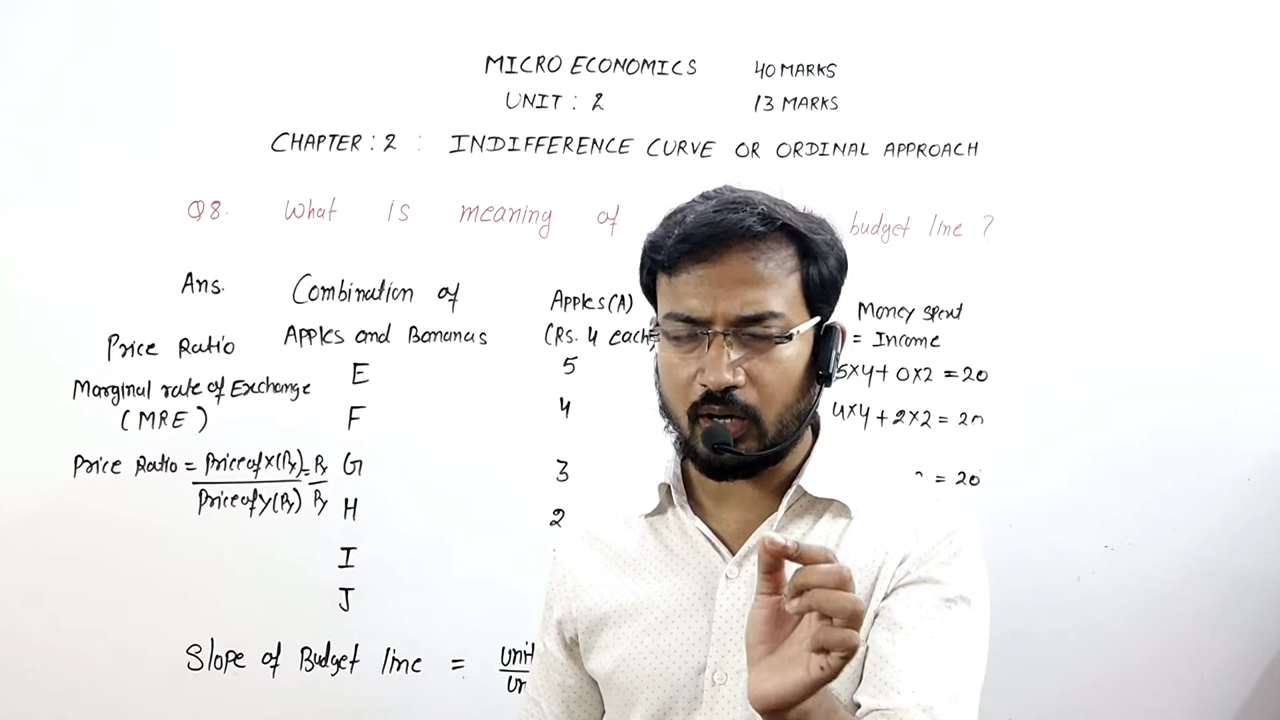 MICRO ECONOMICS 40 MARKS
UNIT : 2 13 MARKS
CHAPTER : 2 : INDIFFERENCE CURVE OR ORDINAL APPROACH
Q8. What is meaning of budget line ?
Ans. Combination of Apples and Bananas
Apples (A) (Rs. 4 each
Money spent = Income
Price Ratio
Marginal rate of Exchange
(MRE)
Price Ratio = Price of X (Px) = Px
Price of Y (Py) Py
E 5 5x4 + 0x2 = 20
F 4 4x4 + 2x2 = 20
G 3 = 20
H 2
I
J
Slope of Budget line =